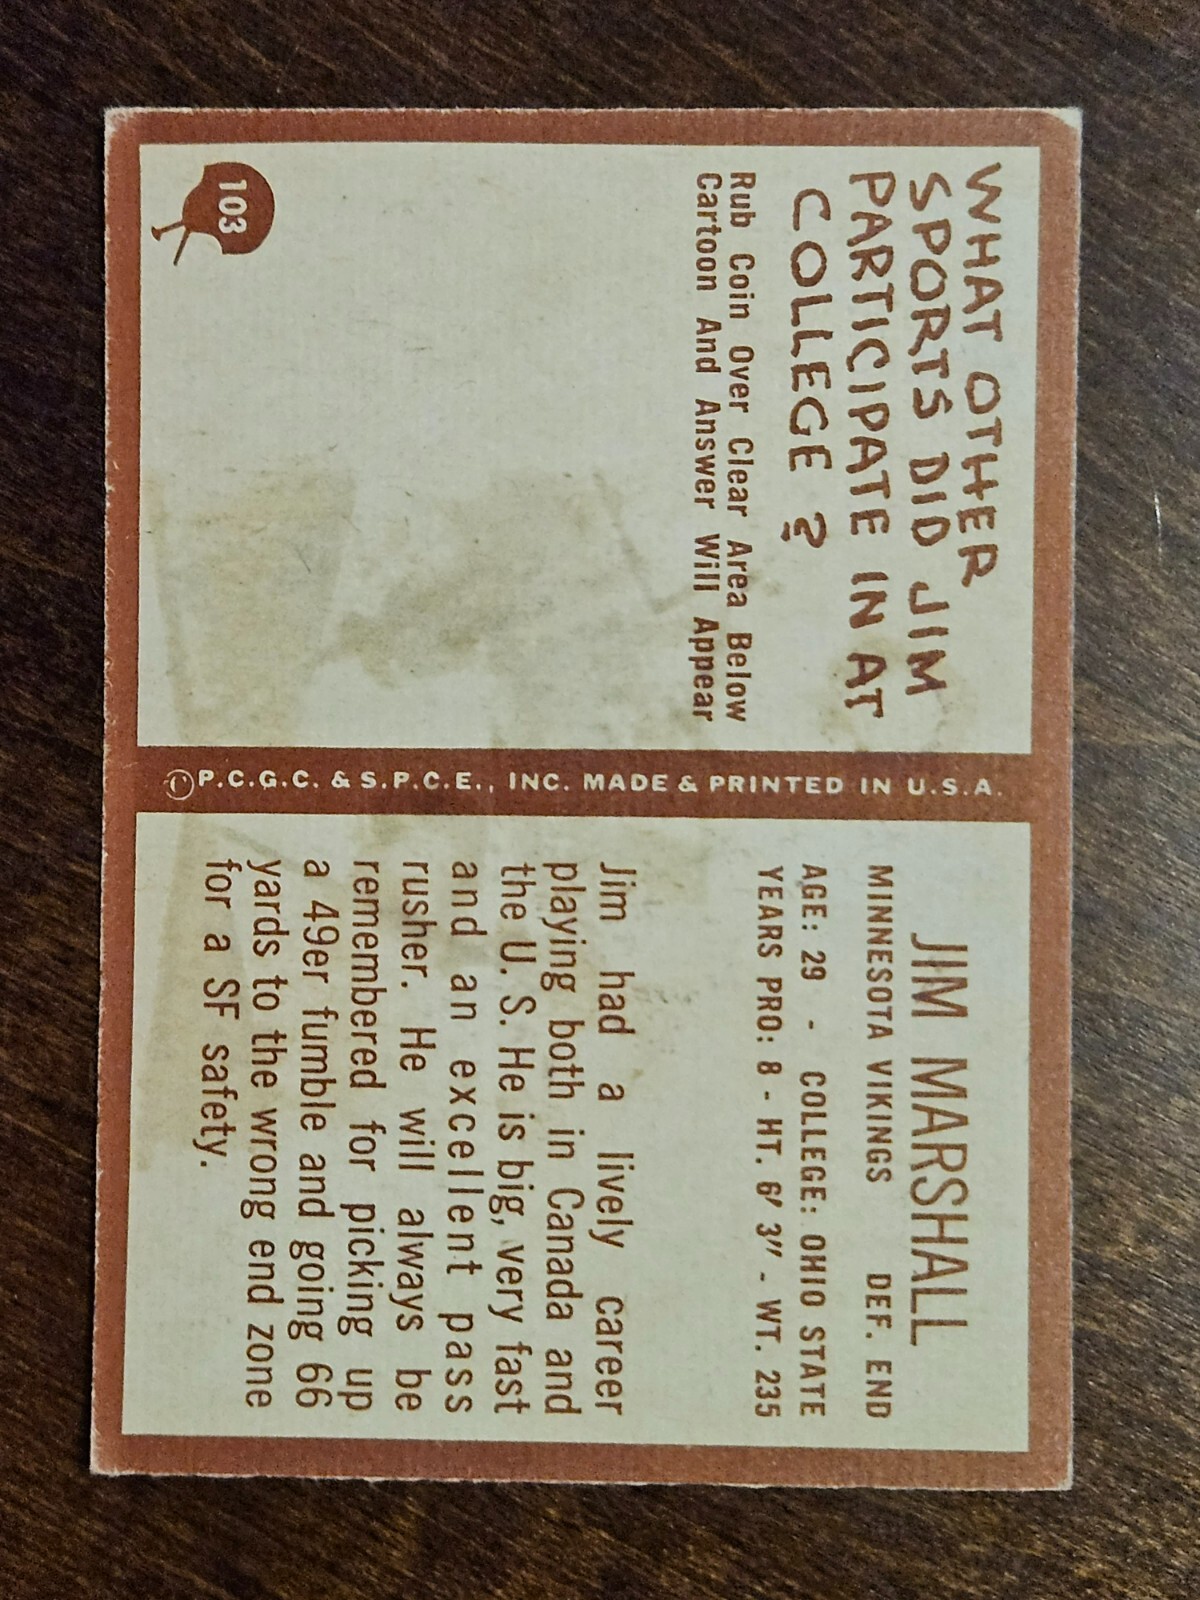 WHAT OTHER
SPORTS DID JIM
PARTICIPATE IN AT
COLLEGE ?
Rub Coin Over Clear Area Below
Cartoon And Answer Will Appear
103
©P.C.G.C. & S.P.C.E., INC. MADE & PRINTED IN U.S.A.
JIM MARSHALL
MINNESOTA VIKINGS DEF. END
AGE: 29 - COLLEGE: OHIO STATE
YEARS PRO: 8 - HT. 6' 3" - WT. 235
Jim had a lively career
playing both in Canada and
the U. S. He is big, very fast
and an excellent pass
rusher. He will always be
remembered for picking up
a 49er fumble and going 66
yards to the wrong end zone
for a SF safety.